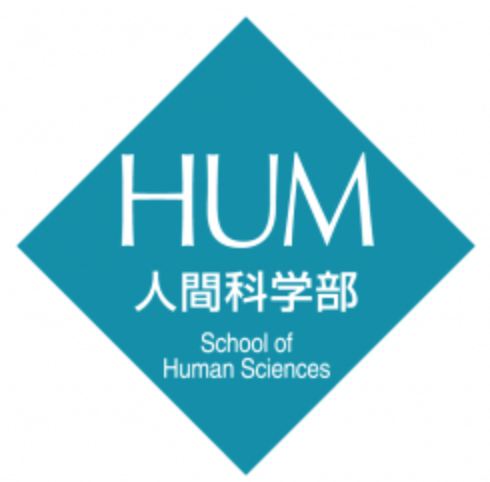 HUM
人間科学部
School of
Human Sciences